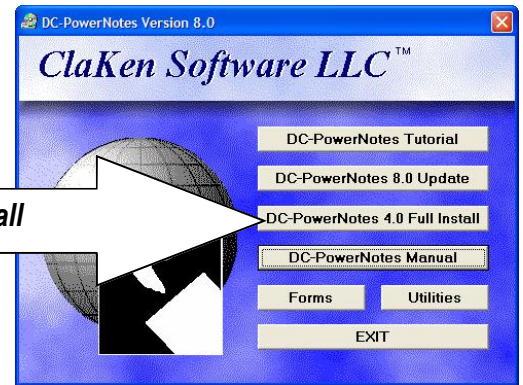 DC-PowerNotes Version 8.0
ClaKen Software LLC™
DC-PowerNotes Tutorial
DC-PowerNotes 8.0 Update
all
DC-PowerNotes 4.0 Full Install
DC-PowerNotes Manual
Forms Utilities
EXIT